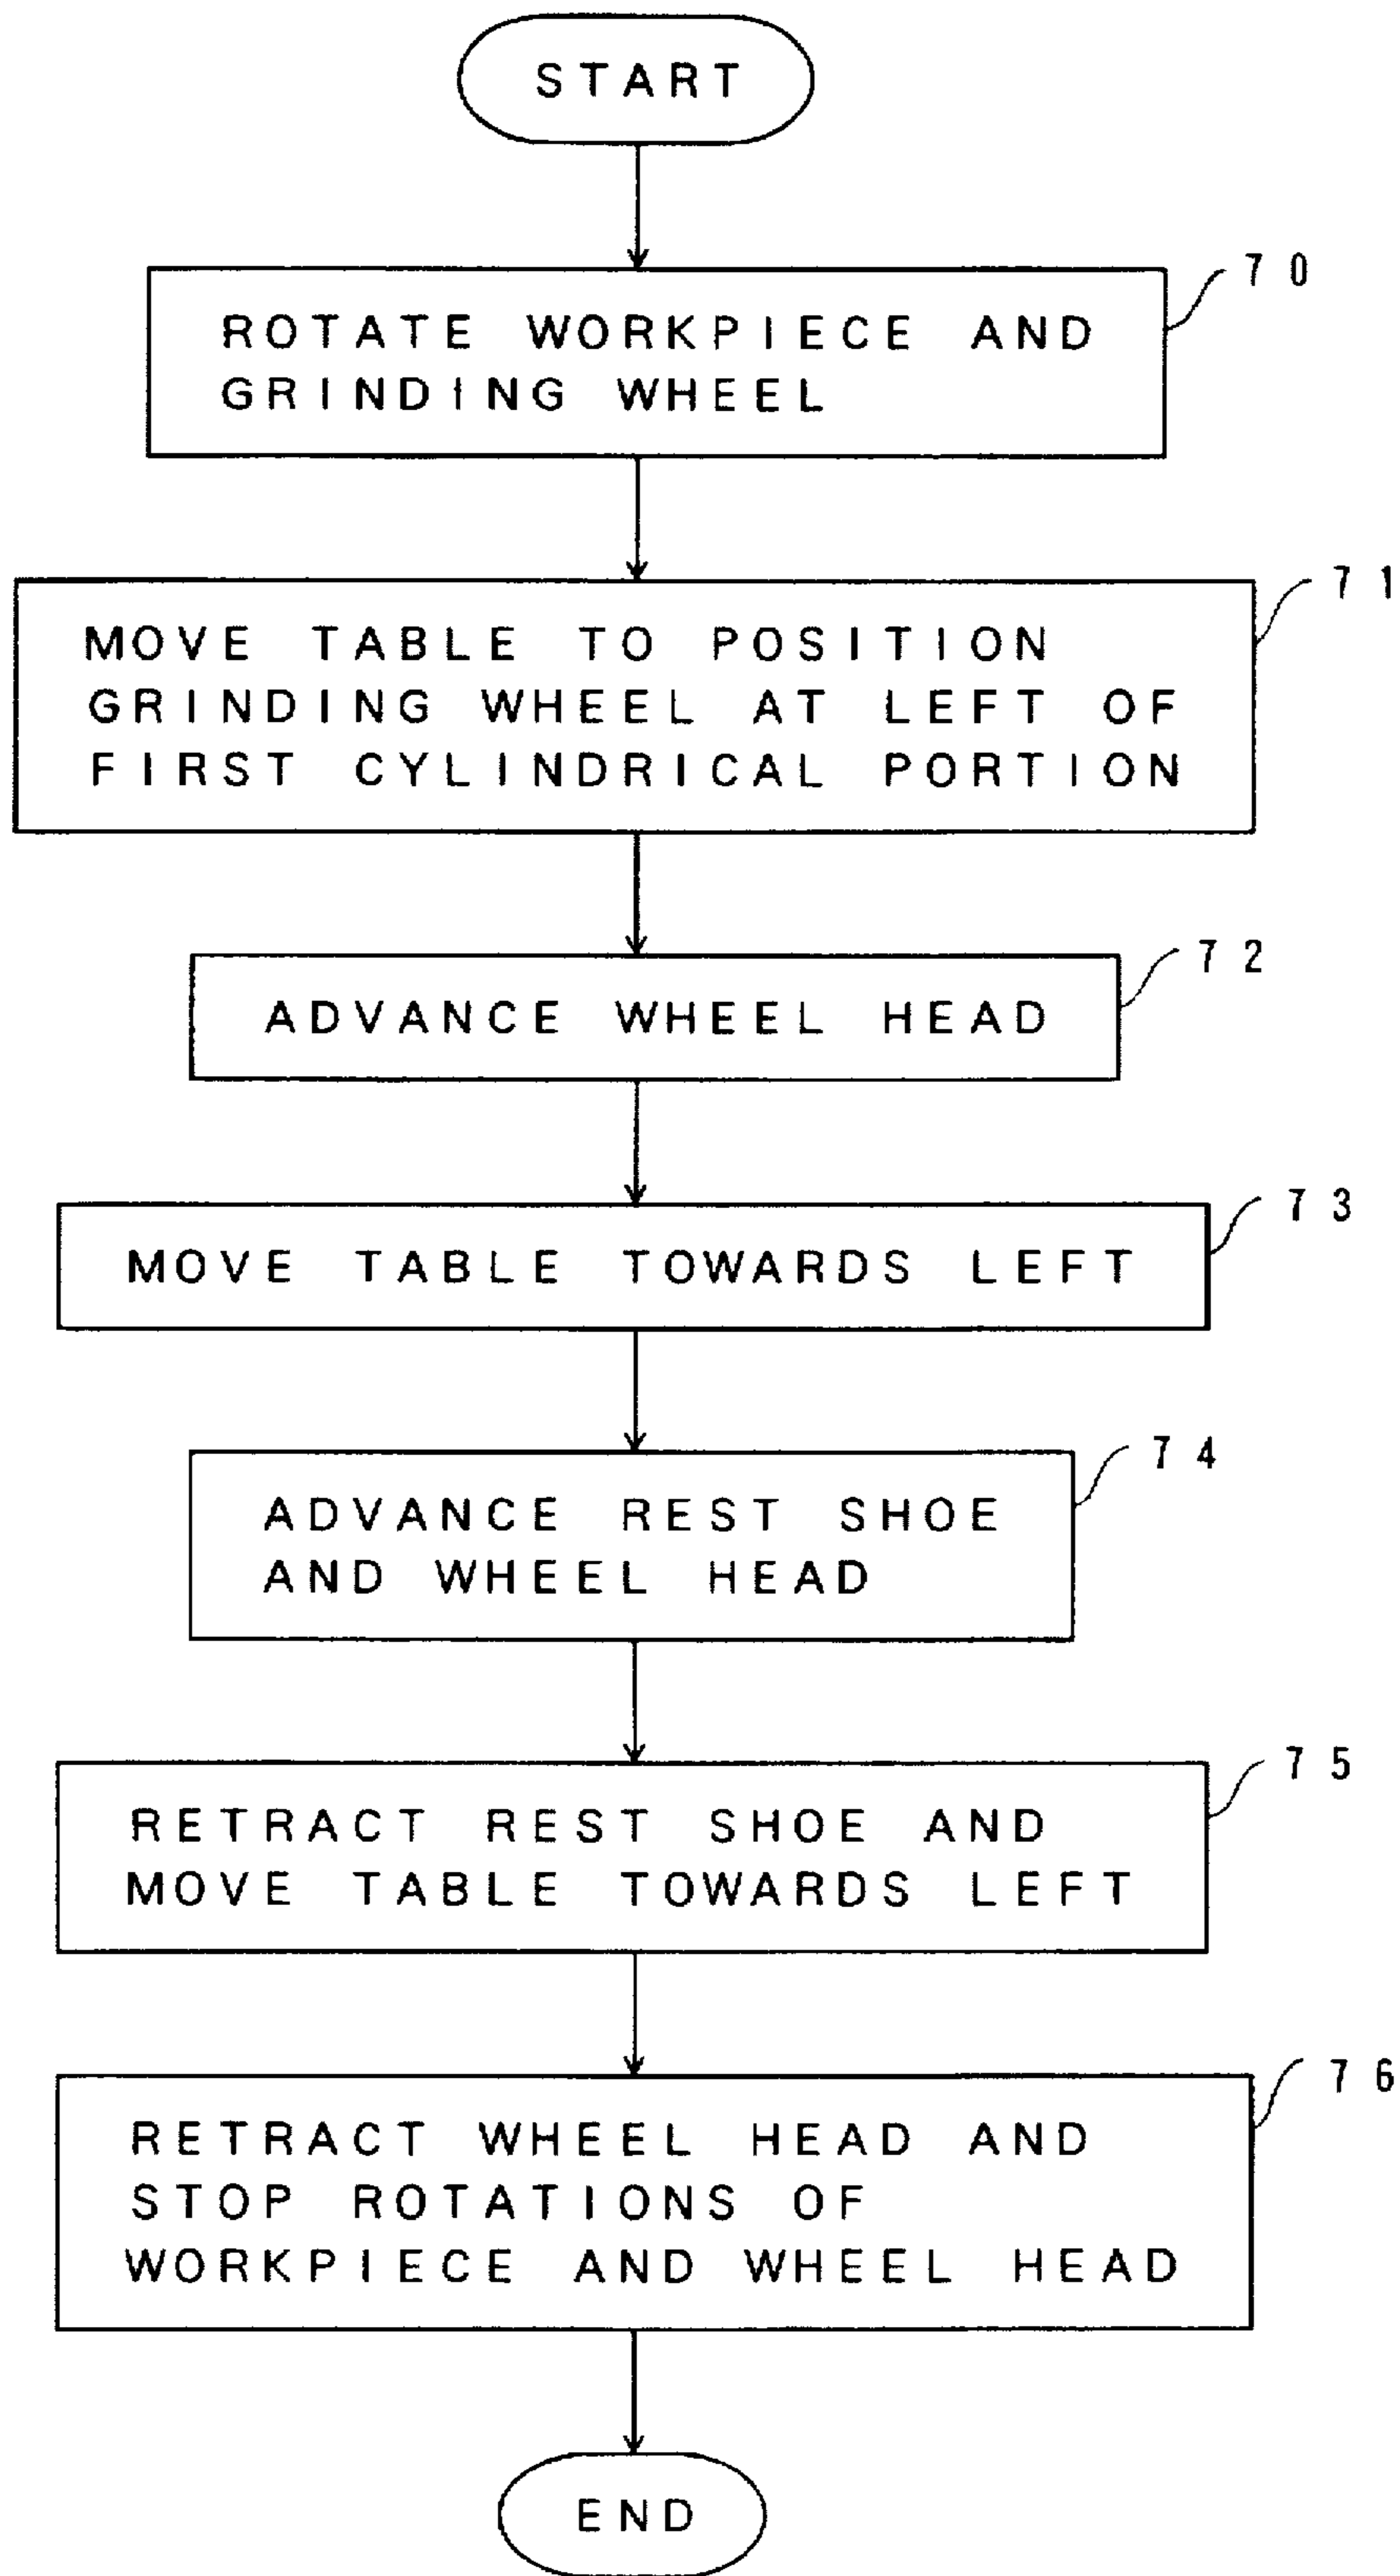 START
70
ROTATE WORKPIECE AND
GRINDING WHEEL
71
MOVE TABLE TO POSITION
GRINDING WHEEL AT LEFT OF
FIRST CYLINDRICAL PORTION
72
ADVANCE WHEEL HEAD
73
MOVE TABLE TOWARDS LEFT
74
ADVANCE REST SHOE
AND WHEEL HEAD
75
RETRACT REST SHOE AND
MOVE TABLE TOWARDS LEFT
76
RETRACT WHEEL HEAD AND
STOP ROTATIONS OF
WORKPIECE AND WHEEL HEAD
END